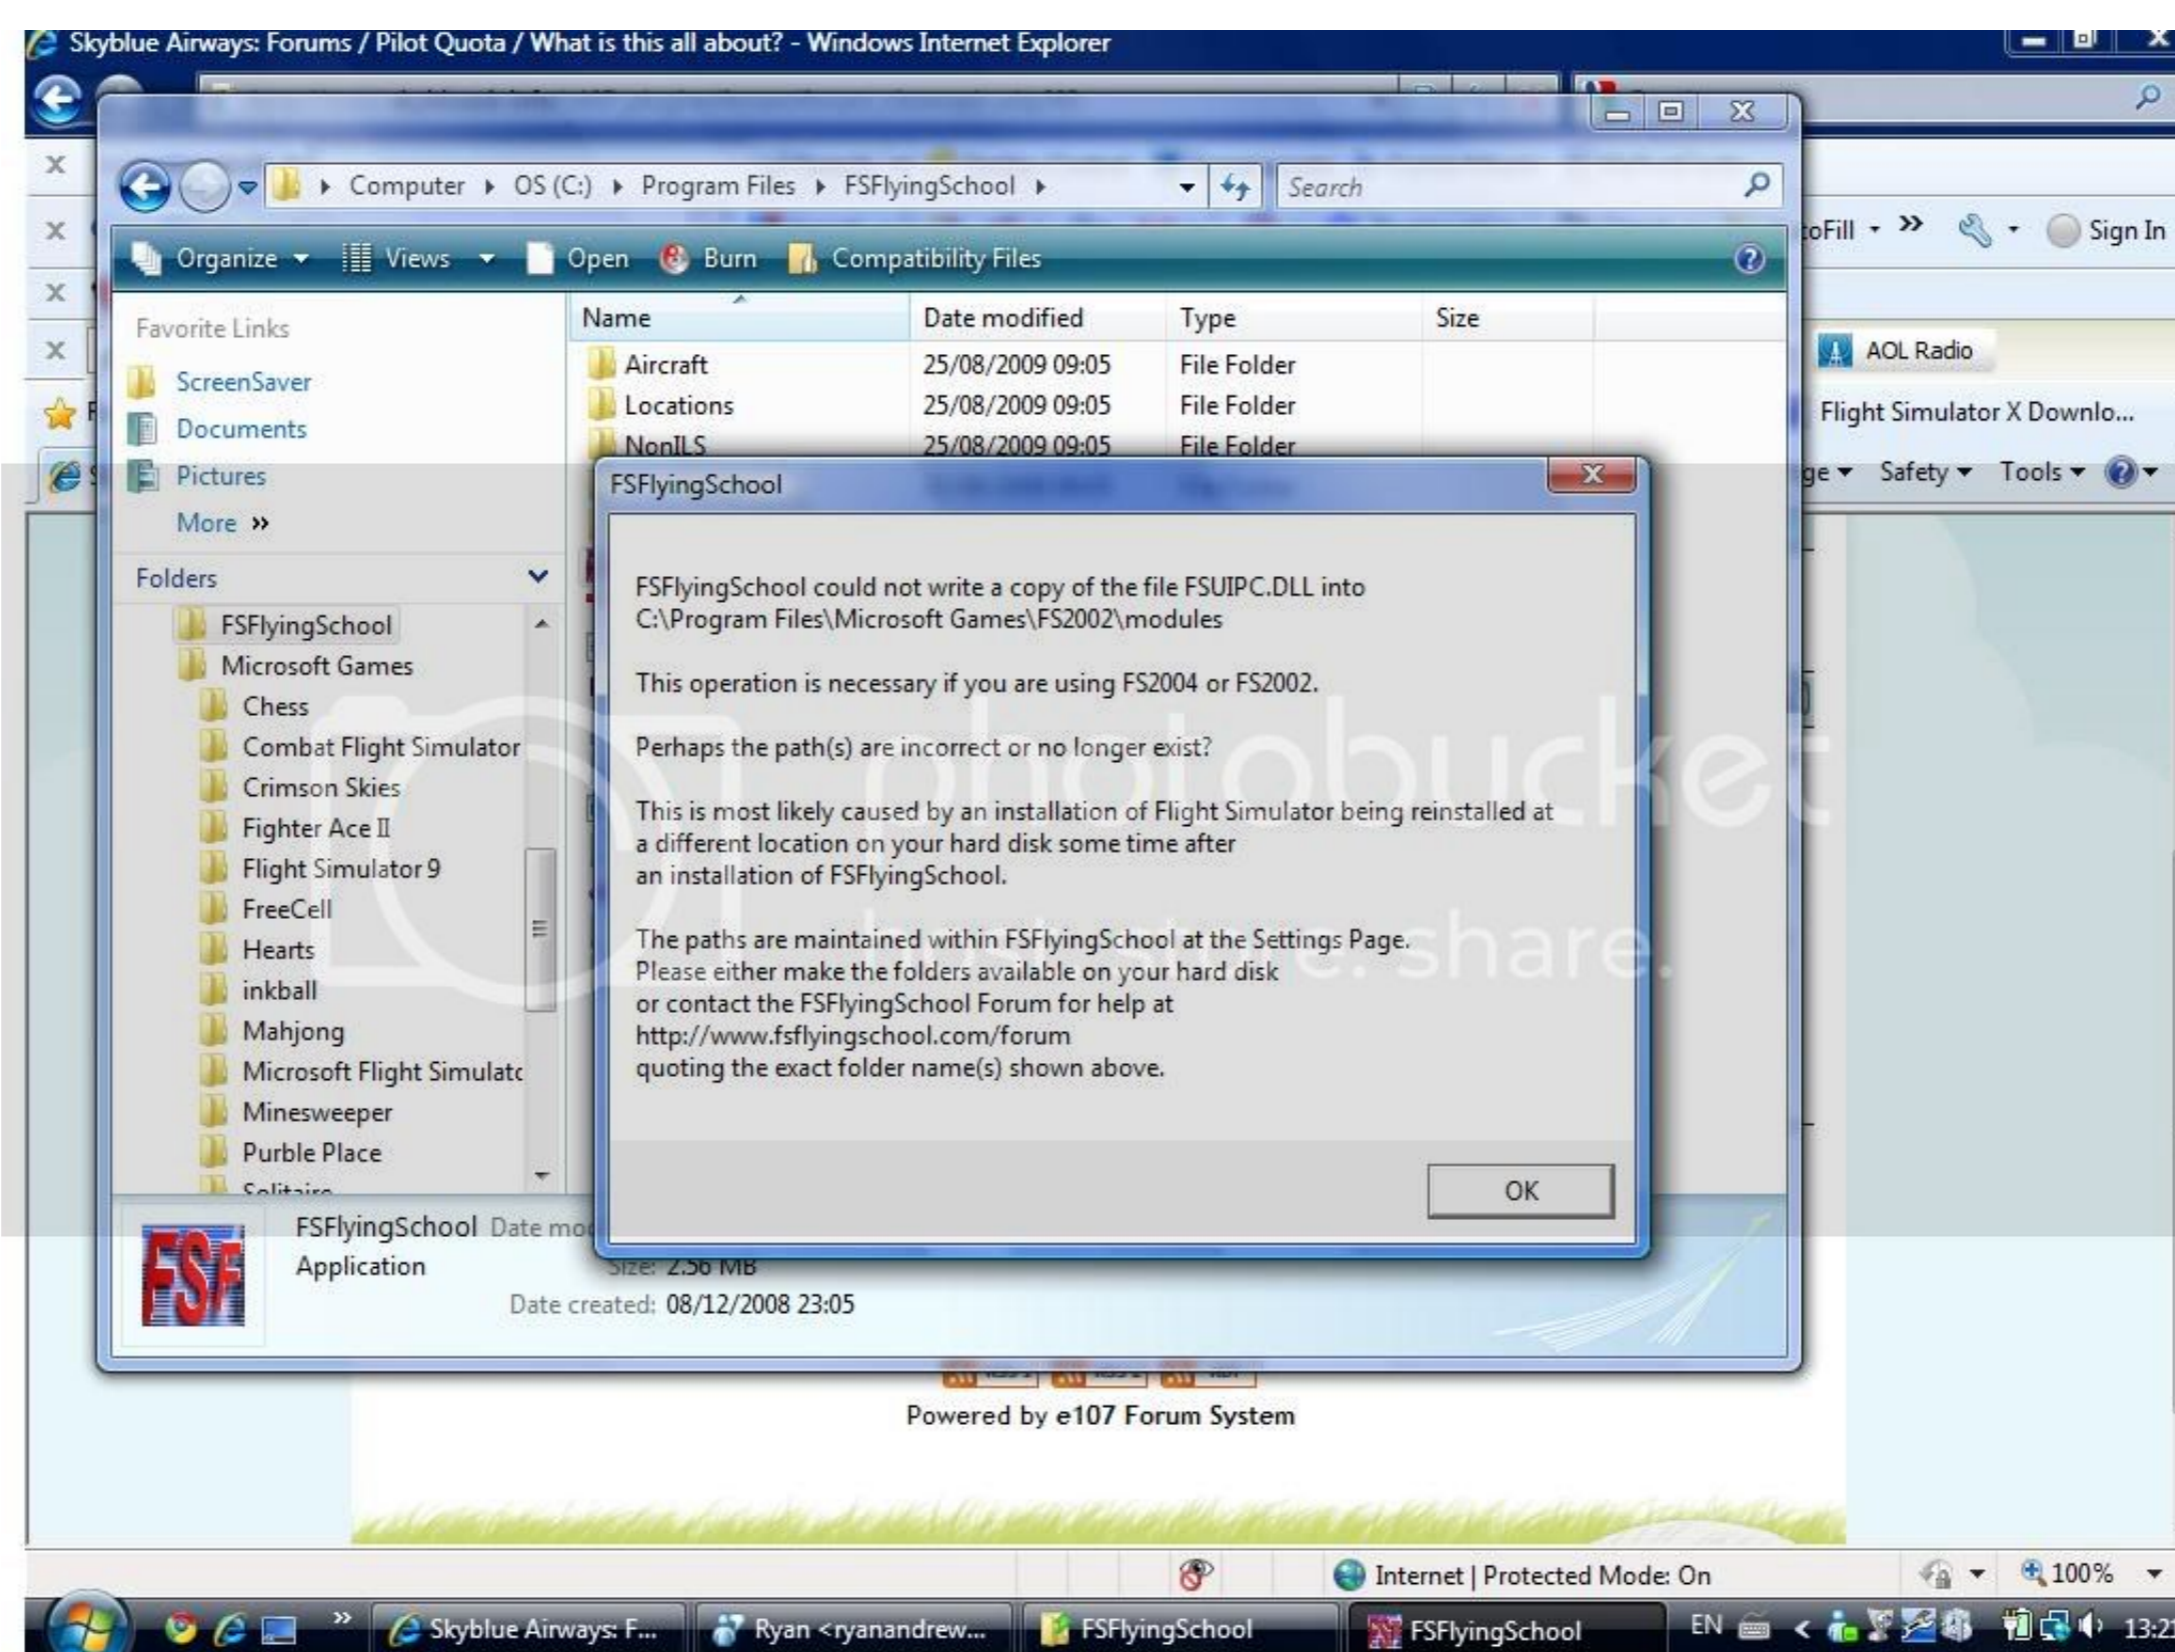 Skyblue Airways: Forums / Pilot Quota / What is this all about? - Windows Internet Explorer
Computer ▸ OS (C:) ▸ Program Files ▸ FSFlyingSchool ▸
Search
Organize Views Open Burn Compatibility Files
toFill Sign In
Favorite Links
ScreenSaver
Documents
Pictures
More »
Folders
FSFlyingSchool
Microsoft Games
Chess
Combat Flight Simulator
Crimson Skies
Fighter Ace II
Flight Simulator 9
FreeCell
Hearts
inkball
Mahjong
Microsoft Flight Simulatc
Minesweeper
Purble Place
Solitaire
Name Date modified Type Size
Aircraft 25/08/2009 09:05 File Folder
Locations 25/08/2009 09:05 File Folder
NonILS 25/08/2009 09:05 File Folder
AOL Radio
Flight Simulator X Downlo...
ge Safety Tools
FSFlyingSchool
FSFlyingSchool could not write a copy of the file FSUIPC.DLL into
C:\Program Files\Microsoft Games\FS2002\modules
This operation is necessary if you are using FS2004 or FS2002.
Perhaps the path(s) are incorrect or no longer exist?
This is most likely caused by an installation of Flight Simulator being reinstalled at
a different location on your hard disk some time after
an installation of FSFlyingSchool.
The paths are maintained within FSFlyingSchool at the Settings Page.
Please either make the folders available on your hard disk
or contact the FSFlyingSchool Forum for help at
http://www.fsflyingschool.com/forum
quoting the exact folder name(s) shown above.
OK
photobucket
host. store. share.
FSF
FSFlyingSchool Date mo
Application Size: 2.56 MB
Date created: 08/12/2008 23:05
Powered by e107 Forum System
Internet | Protected Mode: On
100%
Skyblue Airways: F...
Ryan <ryanandrew...
FSFlyingSchool
FSFlyingSchool
EN
13:21